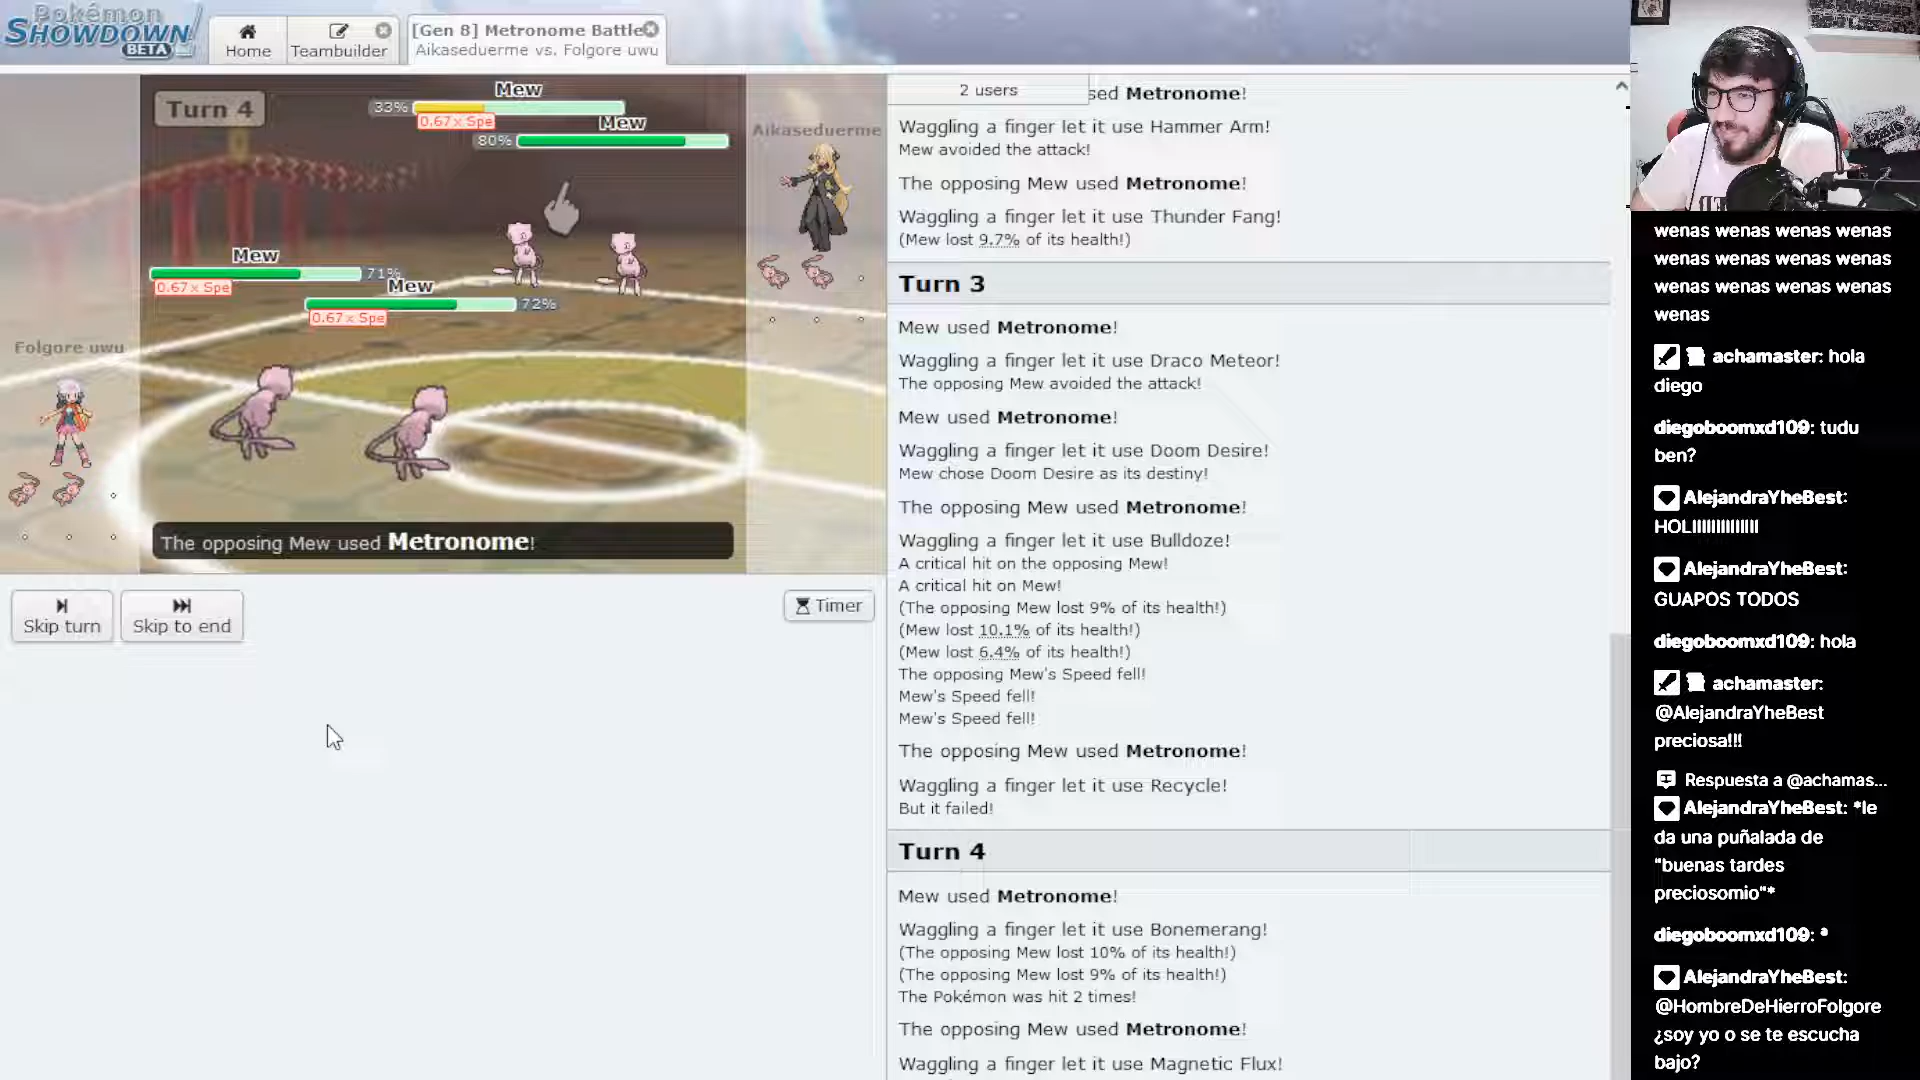 Pokémon
SHOWDOWN
BETA
Home
Teambuilder
[Gen 8] Metronome Battle
Aikaseduerme vs. Folgore uwu
Turn 4
Mew
33%
0.67x Spe
Mew
80%
Aikaseduerme
Mew
71%
0.67x Spe
Mew
72%
0.67x Spe
Folgore uwu
The opposing Mew used Metronome!
Skip turn
Skip to end
Timer
2 users
sed Metronome!
Waggling a finger let it use Hammer Arm!
Mew avoided the attack!
The opposing Mew used Metronome!
Waggling a finger let it use Thunder Fang!
(Mew lost 9.7% of its health!)
Turn 3
Mew used Metronome!
Waggling a finger let it use Draco Meteor!
The opposing Mew avoided the attack!
Mew used Metronome!
Waggling a finger let it use Doom Desire!
Mew chose Doom Desire as its destiny!
The opposing Mew used Metronome!
Waggling a finger let it use Bulldoze!
A critical hit on the opposing Mew!
A critical hit on Mew!
(The opposing Mew lost 9% of its health!)
(Mew lost 10.1% of its health!)
(Mew lost 6.4% of its health!)
The opposing Mew's Speed fell!
Mew's Speed fell!
Mew's Speed fell!
The opposing Mew used Metronome!
Waggling a finger let it use Recycle!
But it failed!
Turn 4
Mew used Metronome!
Waggling a finger let it use Bonemerang!
(The opposing Mew lost 10% of its health!)
(The opposing Mew lost 9% of its health!)
The Pokémon was hit 2 times!
The opposing Mew used Metronome!
Waggling a finger let it use Magnetic Flux!
wenas wenas wenas wenas
wenas wenas wenas wenas
wenas wenas wenas wenas
wenas
achamaster: hola
diego
diegoboomxd109: tudu
ben?
AlejandraYheBest:
HOLIIIIIIIIIIIII
AlejandraYheBest:
GUAPOS TODOS
diegoboomxd109: hola
achamaster:
@AlejandraYheBest
preciosa!!!
Respuesta a @achamas...
AlejandraYheBest: *le
da una puñalada de
"buenas tardes
preciosomio"*
diegoboomxd109: ª
AlejandraYheBest:
@HombreDeHierroFolgore
¿soy yo o se te escucha
bajo?